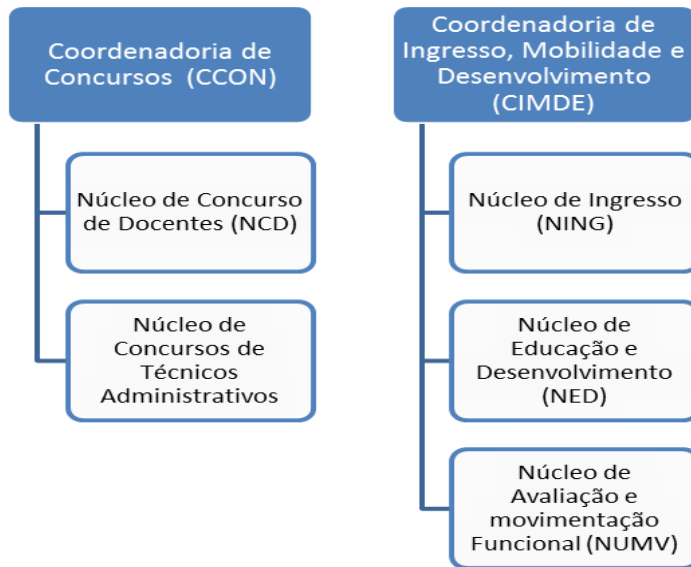 Coordenadoria de
Concursos (CCON)
Núcleo de Concurso
de Docentes (NCD)
Núcleo de
Concursos de
Técnicos
Administrativos
Coordenadoria de
Ingresso, Mobilidade e
Desenvolvimento
(CIMDE)
Núcleo de Ingresso
(NING)
Núcleo de
Educação e
Desenvolvimento
(NED)
Núcleo de
Avaliação e
movimentação
Funcional (NUMV)